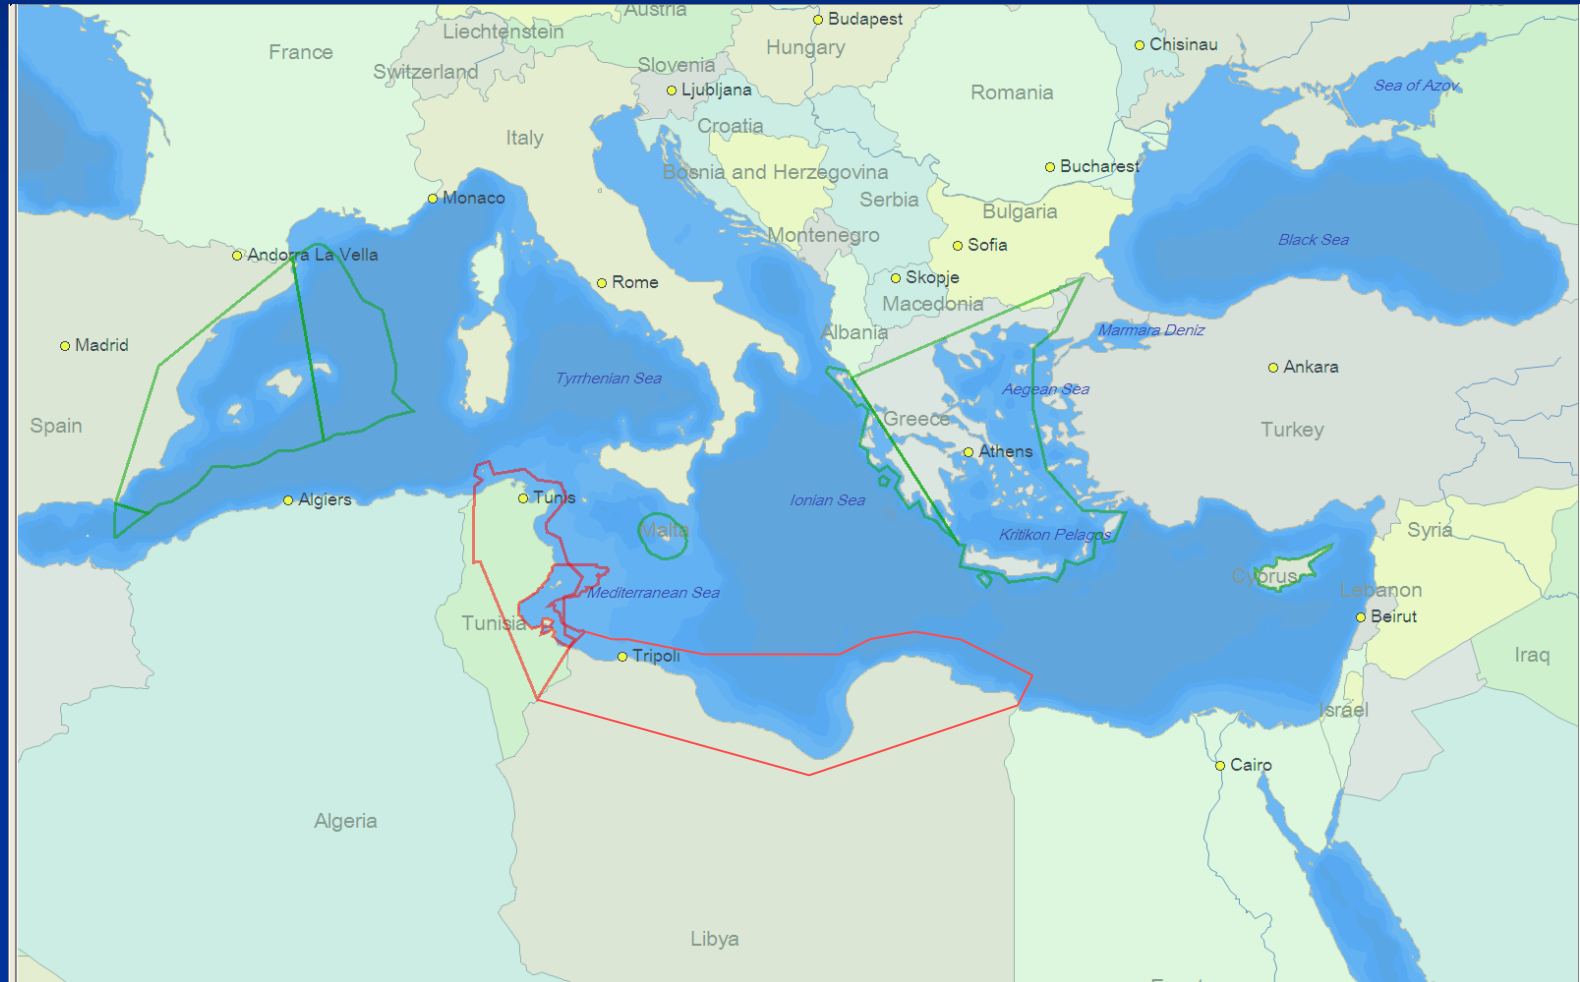 Austria
Budapest
Liechtenstein
Hungary
Chisinau
France
Switzerland
Slovenia
Ljubljana
Sea of Azov
Romania
Croatia
Italy
Bosnia and Herzegovina
Bucharest
Monaco
Serbia
Bulgaria
Montenegro
Black Sea
Andorra La Vella
Sofia
Rome
Skopje
Macedonia
Albania
Marmara Deniz
Madrid
Tyrrhenian Sea
Ankara
Aegean Sea
Spain
Greece
Turkey
Athens
Algiers
Tunis
Ionian Sea
Malta
Kritikon Pelagos
Syria
Cyprus
Mediterranean Sea
Lebanon
Beirut
Tunisia
Tripoli
Iraq
Israel
Cairo
Algeria
Libya